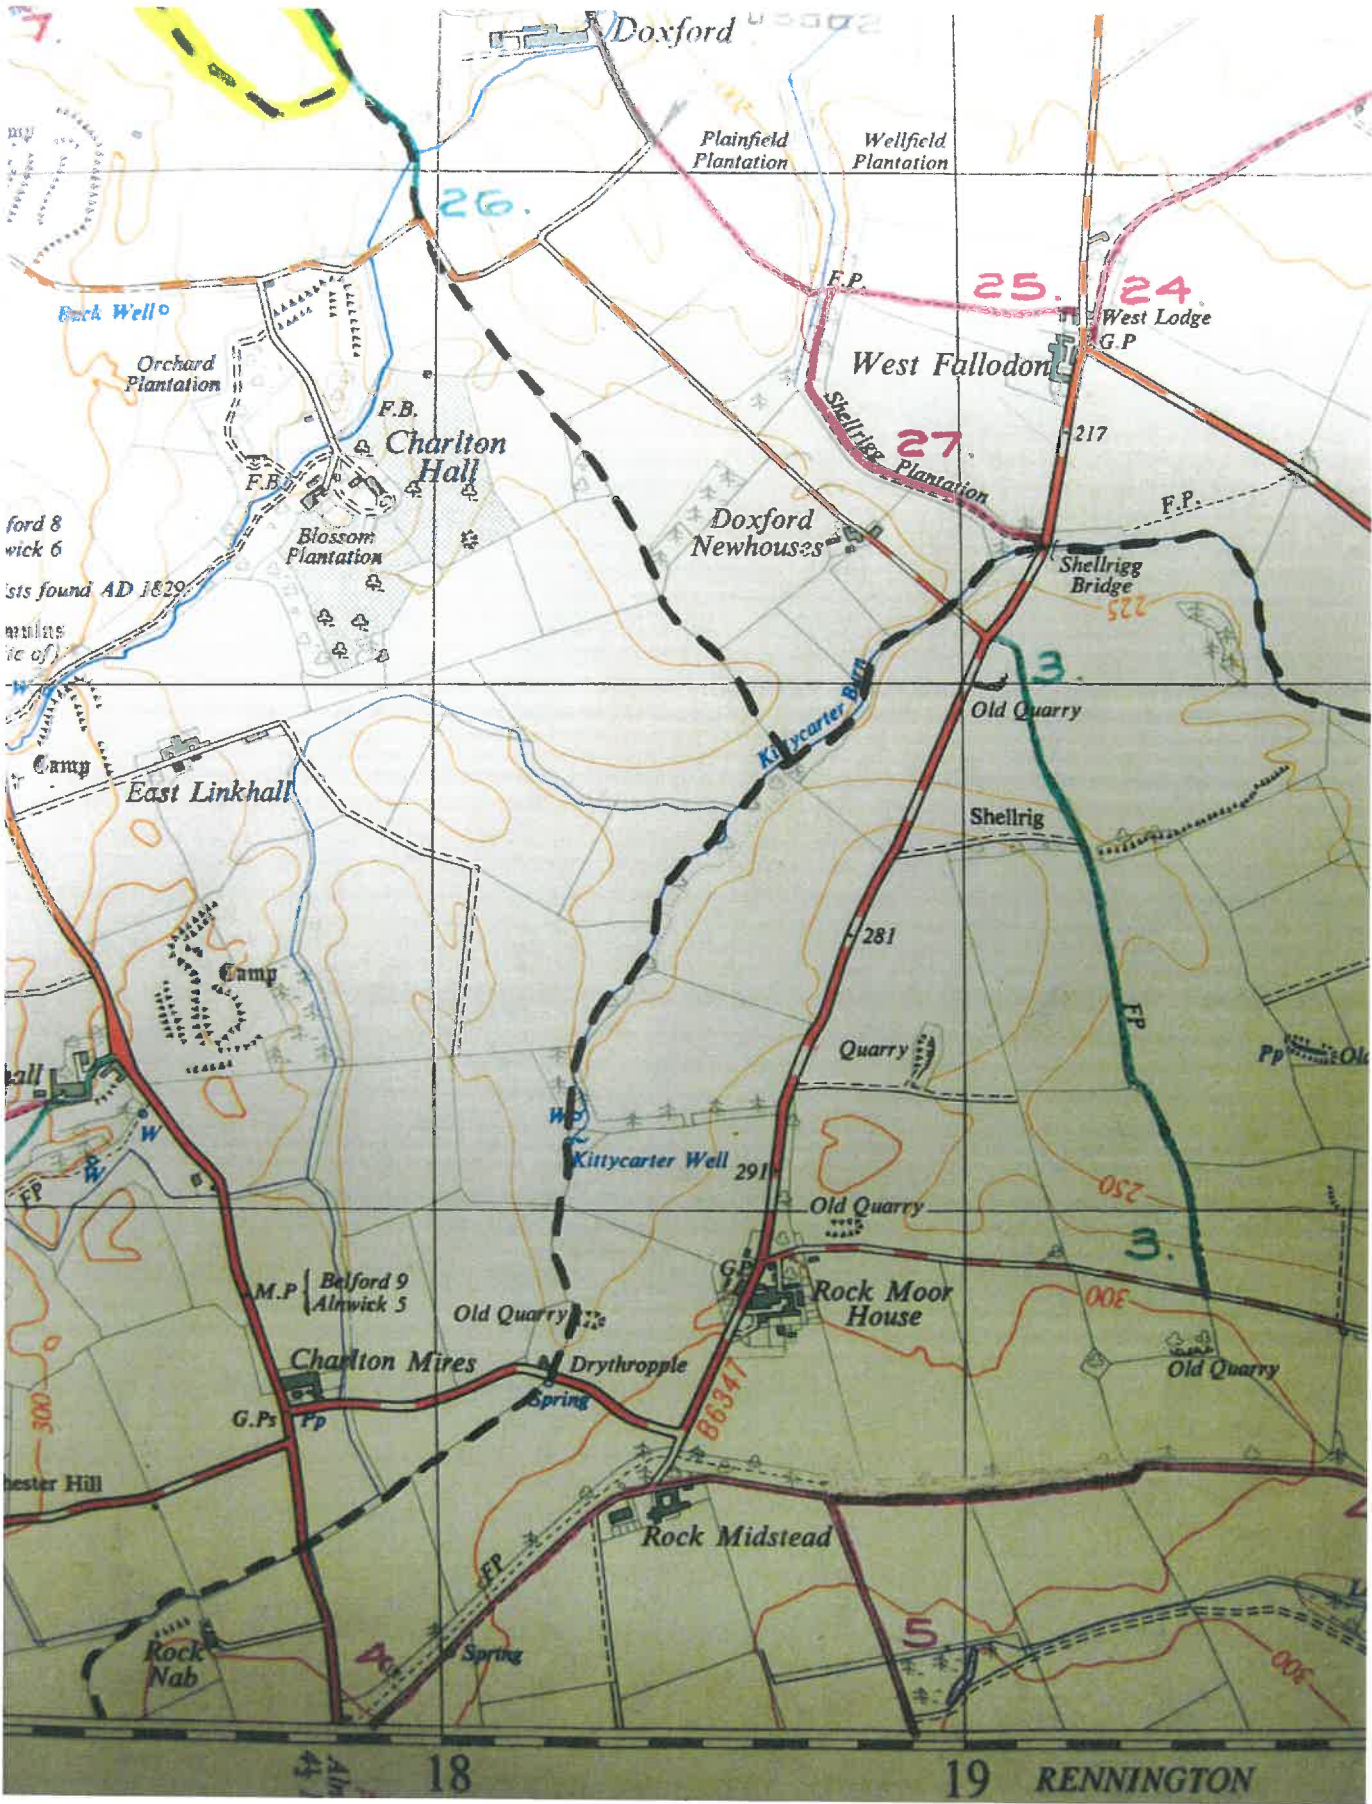 7.
Doxford
Plainfield
Plantation
Wellfield
Plantation
26.
F.P.
25.
24
West Lodge
G.P
West Fallodon
Orchard
Plantation
F.B.
Charlton
Hall
F.B.
Blossom
Plantation
Shellrigg Plantation
27.
217
F.P.
Doxford
Newhouses
Shellrigg
Bridge
225
ford 8
wick 6
sts found AD 1829
W
3.
Old Quarry
Kittycarter Burn
Camp
East Linkhall
Shellrig
281
Camp
FP
Quarry
Pp
hall
W
W
W
FP
Kittycarter Well
291
250
Old Quarry
3.
G.P
Rock Moor
House
300
M.P { Belford 9
Alnwick 5
Old Quarry
Charlton Mires
Drythropple
Spring
Old Quarry
300
G.Ps
Pp
B6347
hester Hill
Rock Midstead
FP
4
Spring
5
Rock
Nab
300
18
19
RENNINGTON